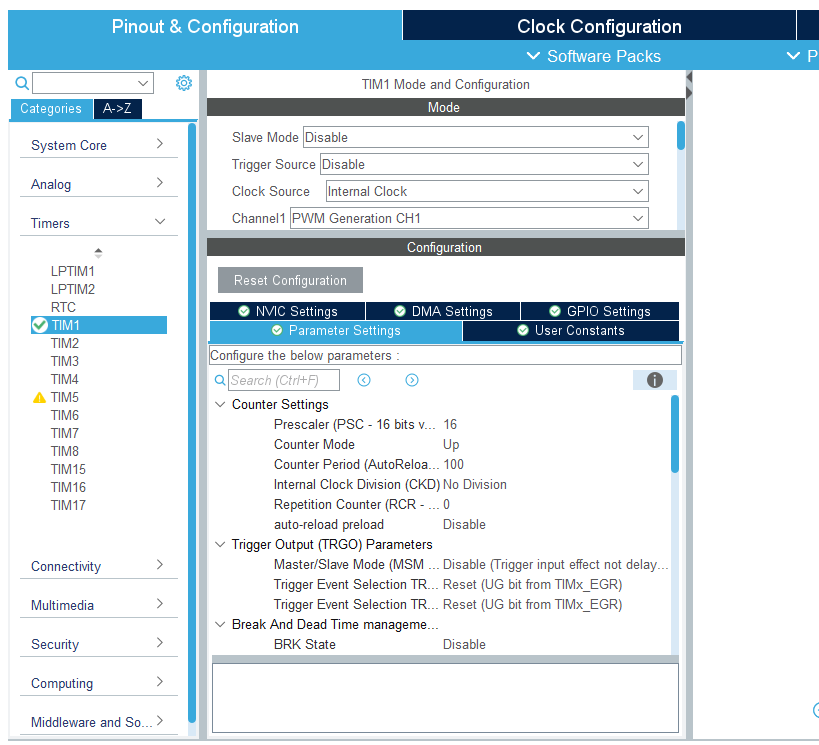 Pinout & Configuration
Clock Configuration
Software Packs
P
TIM1 Mode and Configuration
Categories
A->Z
System Core
Analog
Timers
LPTIM1
LPTIM2
RTC
TIM1
TIM2
TIM3
TIM4
TIM5
TIM6
TIM7
TIM8
TIM15
TIM16
TIM17
Connectivity
Multimedia
Security
Computing
Middleware and So...
Mode
Slave Mode Disable
Trigger Source Disable
Clock Source Internal Clock
Channel1 PWM Generation CH1
Configuration
Reset Configuration
NVIC Settings
DMA Settings
GPIO Settings
Parameter Settings
User Constants
Configure the below parameters :
Search (Ctrl+F)
Counter Settings
Prescaler (PSC - 16 bits v... 16
Counter Mode Up
Counter Period (AutoReloa... 100
Internal Clock Division (CKD) No Division
Repetition Counter (RCR - ... 0
auto-reload preload Disable
Trigger Output (TRGO) Parameters
Master/Slave Mode (MSM ... Disable (Trigger input effect not delay...
Trigger Event Selection TR... Reset (UG bit from TIMx_EGR)
Trigger Event Selection TR... Reset (UG bit from TIMx_EGR)
Break And Dead Time manageme...
BRK State Disable